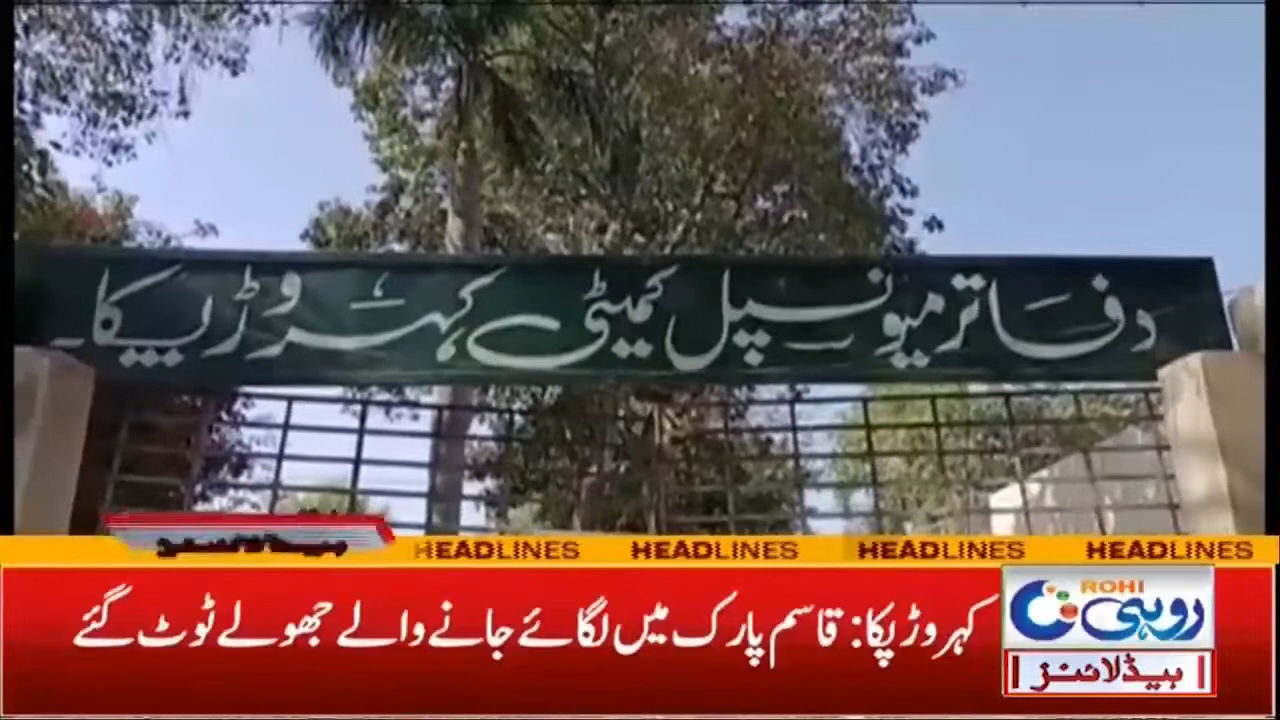 دفاتر میونسپل کمیٹی کہروڑپکا۔
ہیڈلائنز
HEADLINES HEADLINES HEADLINES HEADLINES
کہروڑپکا: قاسم پارک میں لگائے جانے والے جھولے ٹوٹ گئے
ROHI
روہی
ہیڈلائنز